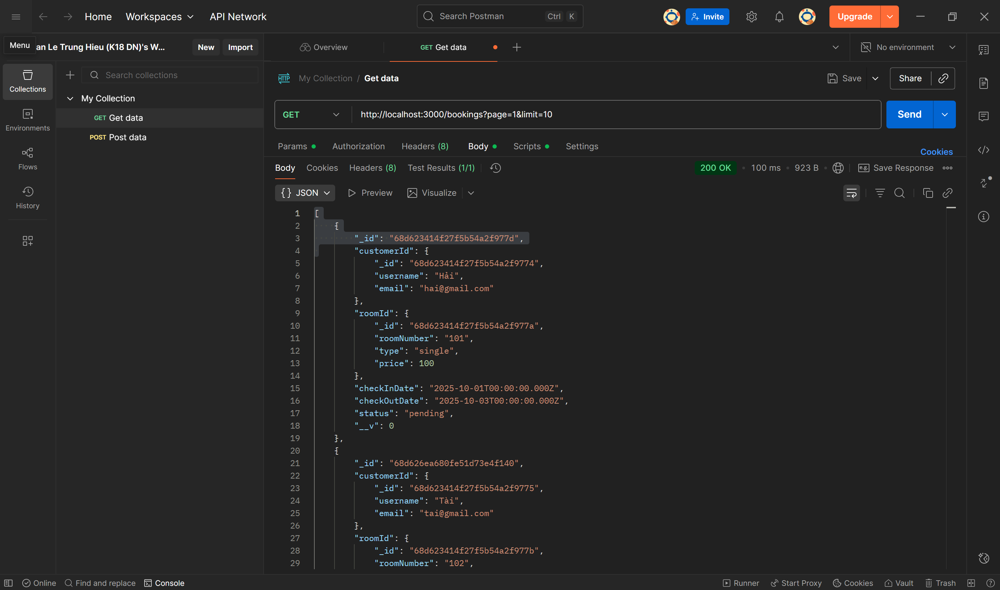 Home Workspaces API Network Search Postman Ctrl K Invite Upgrade
Menu an Le Trung Hieu (K18 DN)'s W... New Import
Overview GET Get data No environment
Collections
Environments
Flows
History
Search collections
My Collection
GET Get data
POST Post data
HTTP My Collection / Get data Save Share
GET http://localhost:3000/bookings?page=1&limit=10 Send
Params Authorization Headers (8) Body Scripts Settings Cookies
Body Cookies Headers (8) Test Results (1/1) 200 OK • 100 ms • 923 B • e.g. Save Response
{} JSON Preview Visualize
1 [
2 {
3 "_id": "68d623414f27f5b54a2f977d",
4 "customerId": {
5 "_id": "68d623414f27f5b54a2f9774",
6 "username": "Hải",
7 "email": "hai@gmail.com"
8 },
9 "roomId": {
10 "_id": "68d623414f27f5b54a2f977a",
11 "roomNumber": "101",
12 "type": "single",
13 "price": 100
14 },
15 "checkInDate": "2025-10-01T00:00:00.000Z",
16 "checkOutDate": "2025-10-03T00:00:00.000Z",
17 "status": "pending",
18 "__v": 0
19 },
20 {
21 "_id": "68d626ea680fe51d73e4f140",
22 "customerId": {
23 "_id": "68d623414f27f5b54a2f9775",
24 "username": "Tài",
25 "email": "tai@gmail.com"
26 },
27 "roomId": {
28 "_id": "68d623414f27f5b54a2f977b",
29 "roomNumber": "102",
Online Find and replace Console Runner Start Proxy Cookies Vault Trash